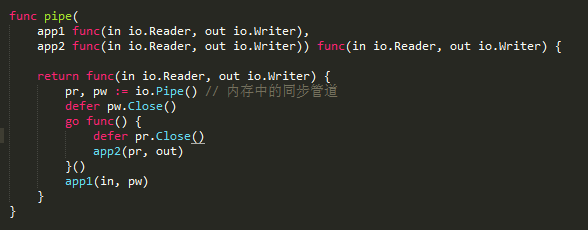 func pipe(
    app1 func(in io.Reader, out io.Writer),
    app2 func(in io.Reader, out io.Writer)) func(in io.Reader, out io.Writer) {

    return func(in io.Reader, out io.Writer) {
        pr, pw := io.Pipe() // 内存中的同步管道
        defer pw.Close()
        go func() {
            defer pr.Close()
            app2(pr, out)
        }()
        app1(in, pw)
    }
}